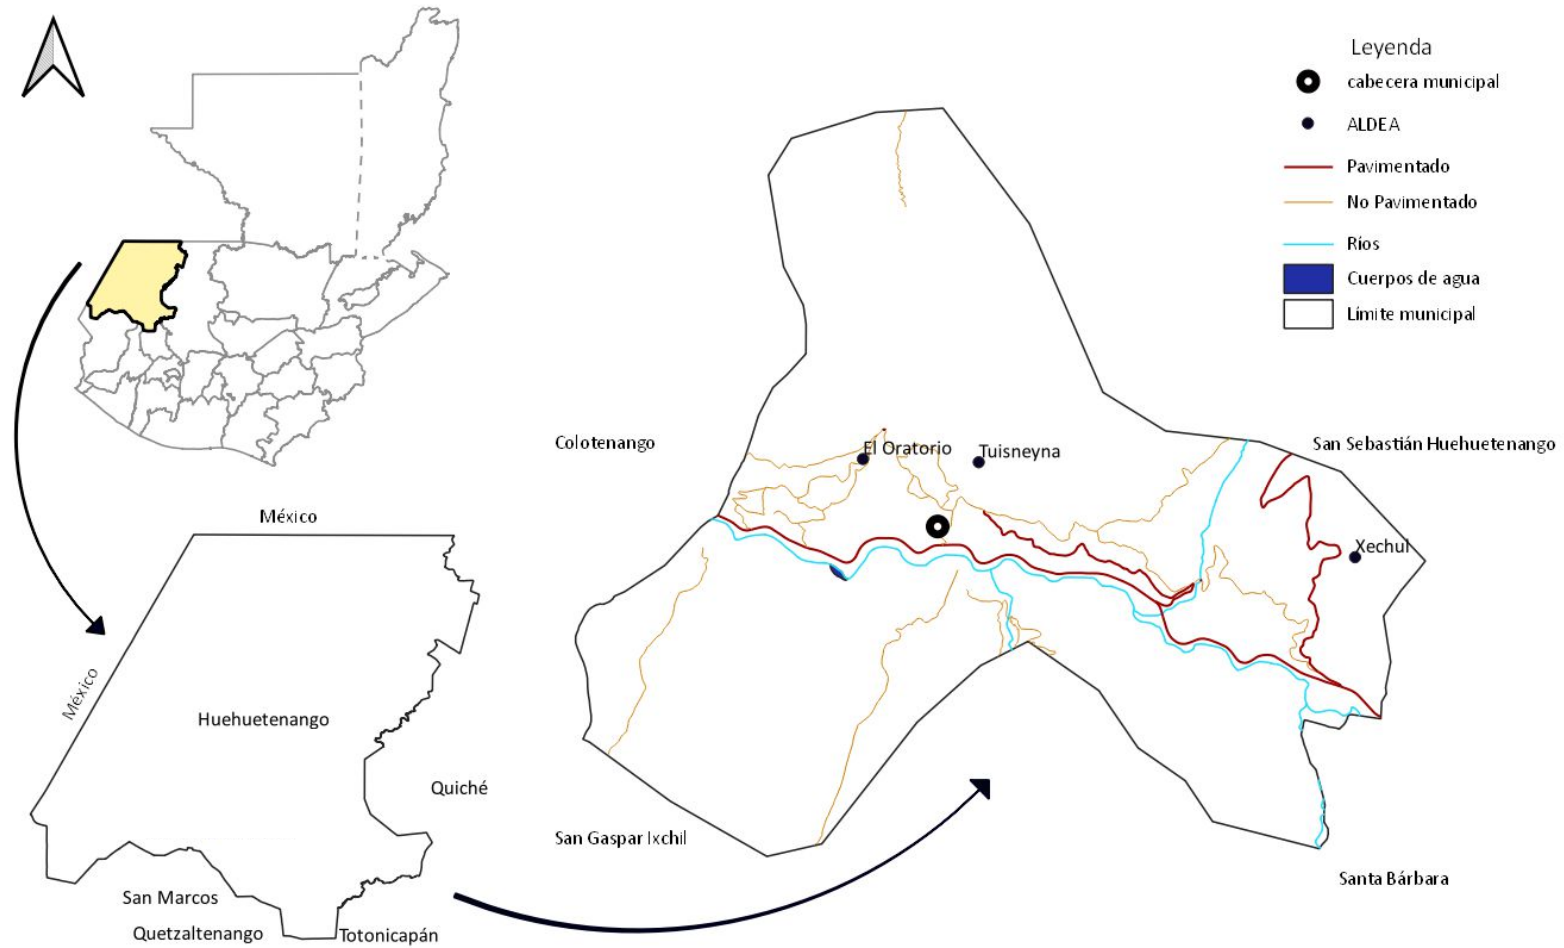 Leyenda
cabecera municipal
ALDEA
Pavimentado
No Pavimentado
Ríos
Cuerpos de agua
Límite municipal
Colotenango
El Oratorio
Tuisneyna
San Sebastián Huehuetenango
Xechul
México
México
Huehuetenango
Quiché
San Gaspar Ixchil
Santa Bárbara
San Marcos
Quetzaltenango
Totonicapán